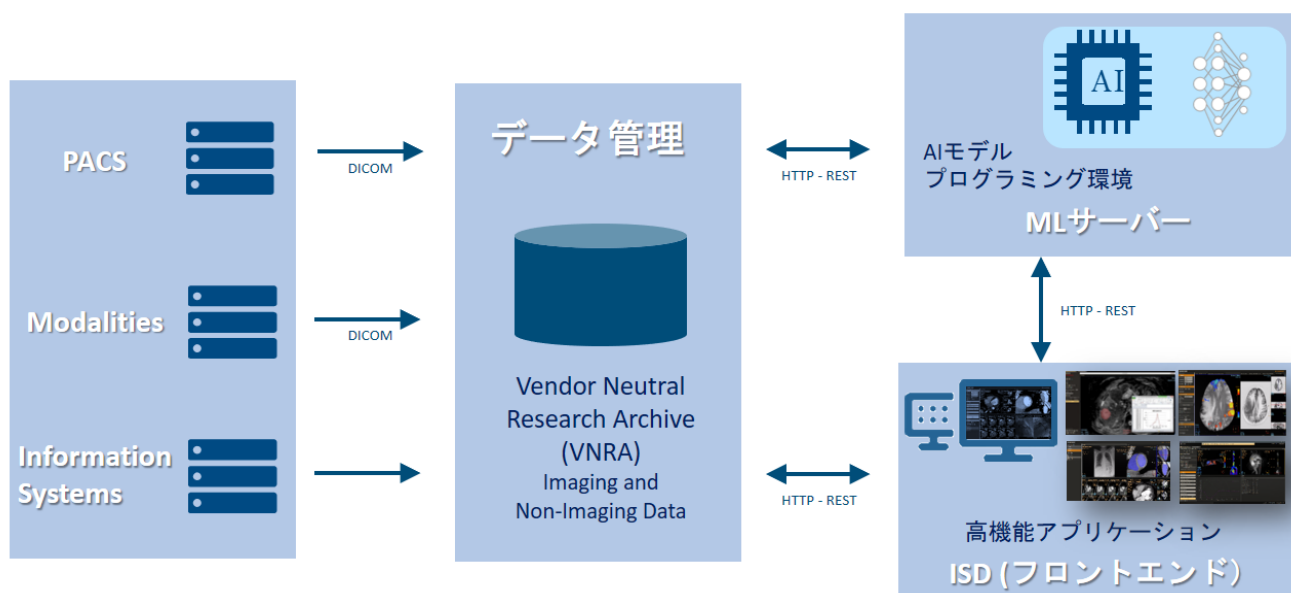 PACS
Modalities
Information
Systems
DICOM
DICOM
データ管理
Vendor Neutral
Research Archive
(VNRA)
Imaging and
Non-Imaging Data
HTTP - REST
HTTP - REST
AI
AIモデル
プログラミング環境
MLサーバー
HTTP - REST
高機能アプリケーション
ISD (フロントエンド）